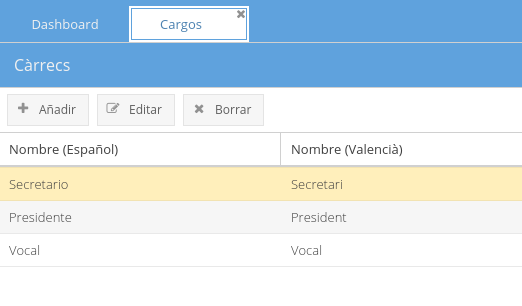 Dashboard Cargos
Càrrecs
Añadir Editar Borrar
Nombre (Español) Nombre (Valencià)
Secretario Secretari
Presidente President
Vocal Vocal